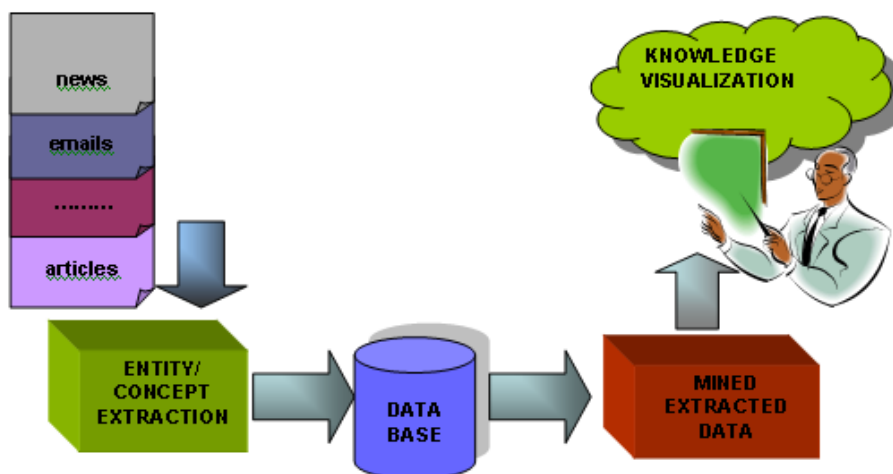 news
emails
.........
articles
KNOWLEDGE
VISUALIZATION
ENTITY/
CONCEPT
EXTRACTION
DATA
BASE
MINED
EXTRACTED
DATA